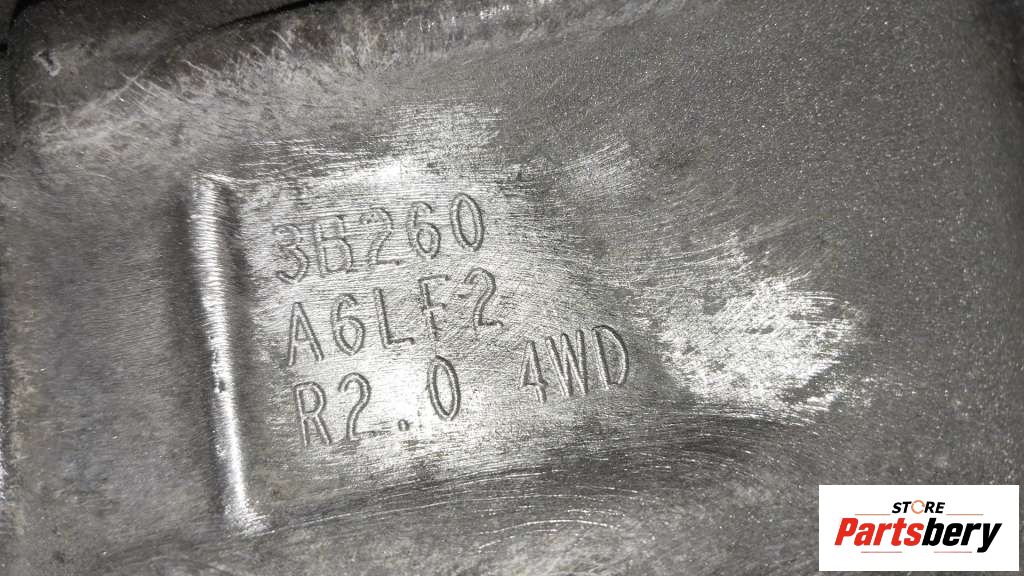 3B260
A6LF2
R2.0 4WD
STORE
Partsbery